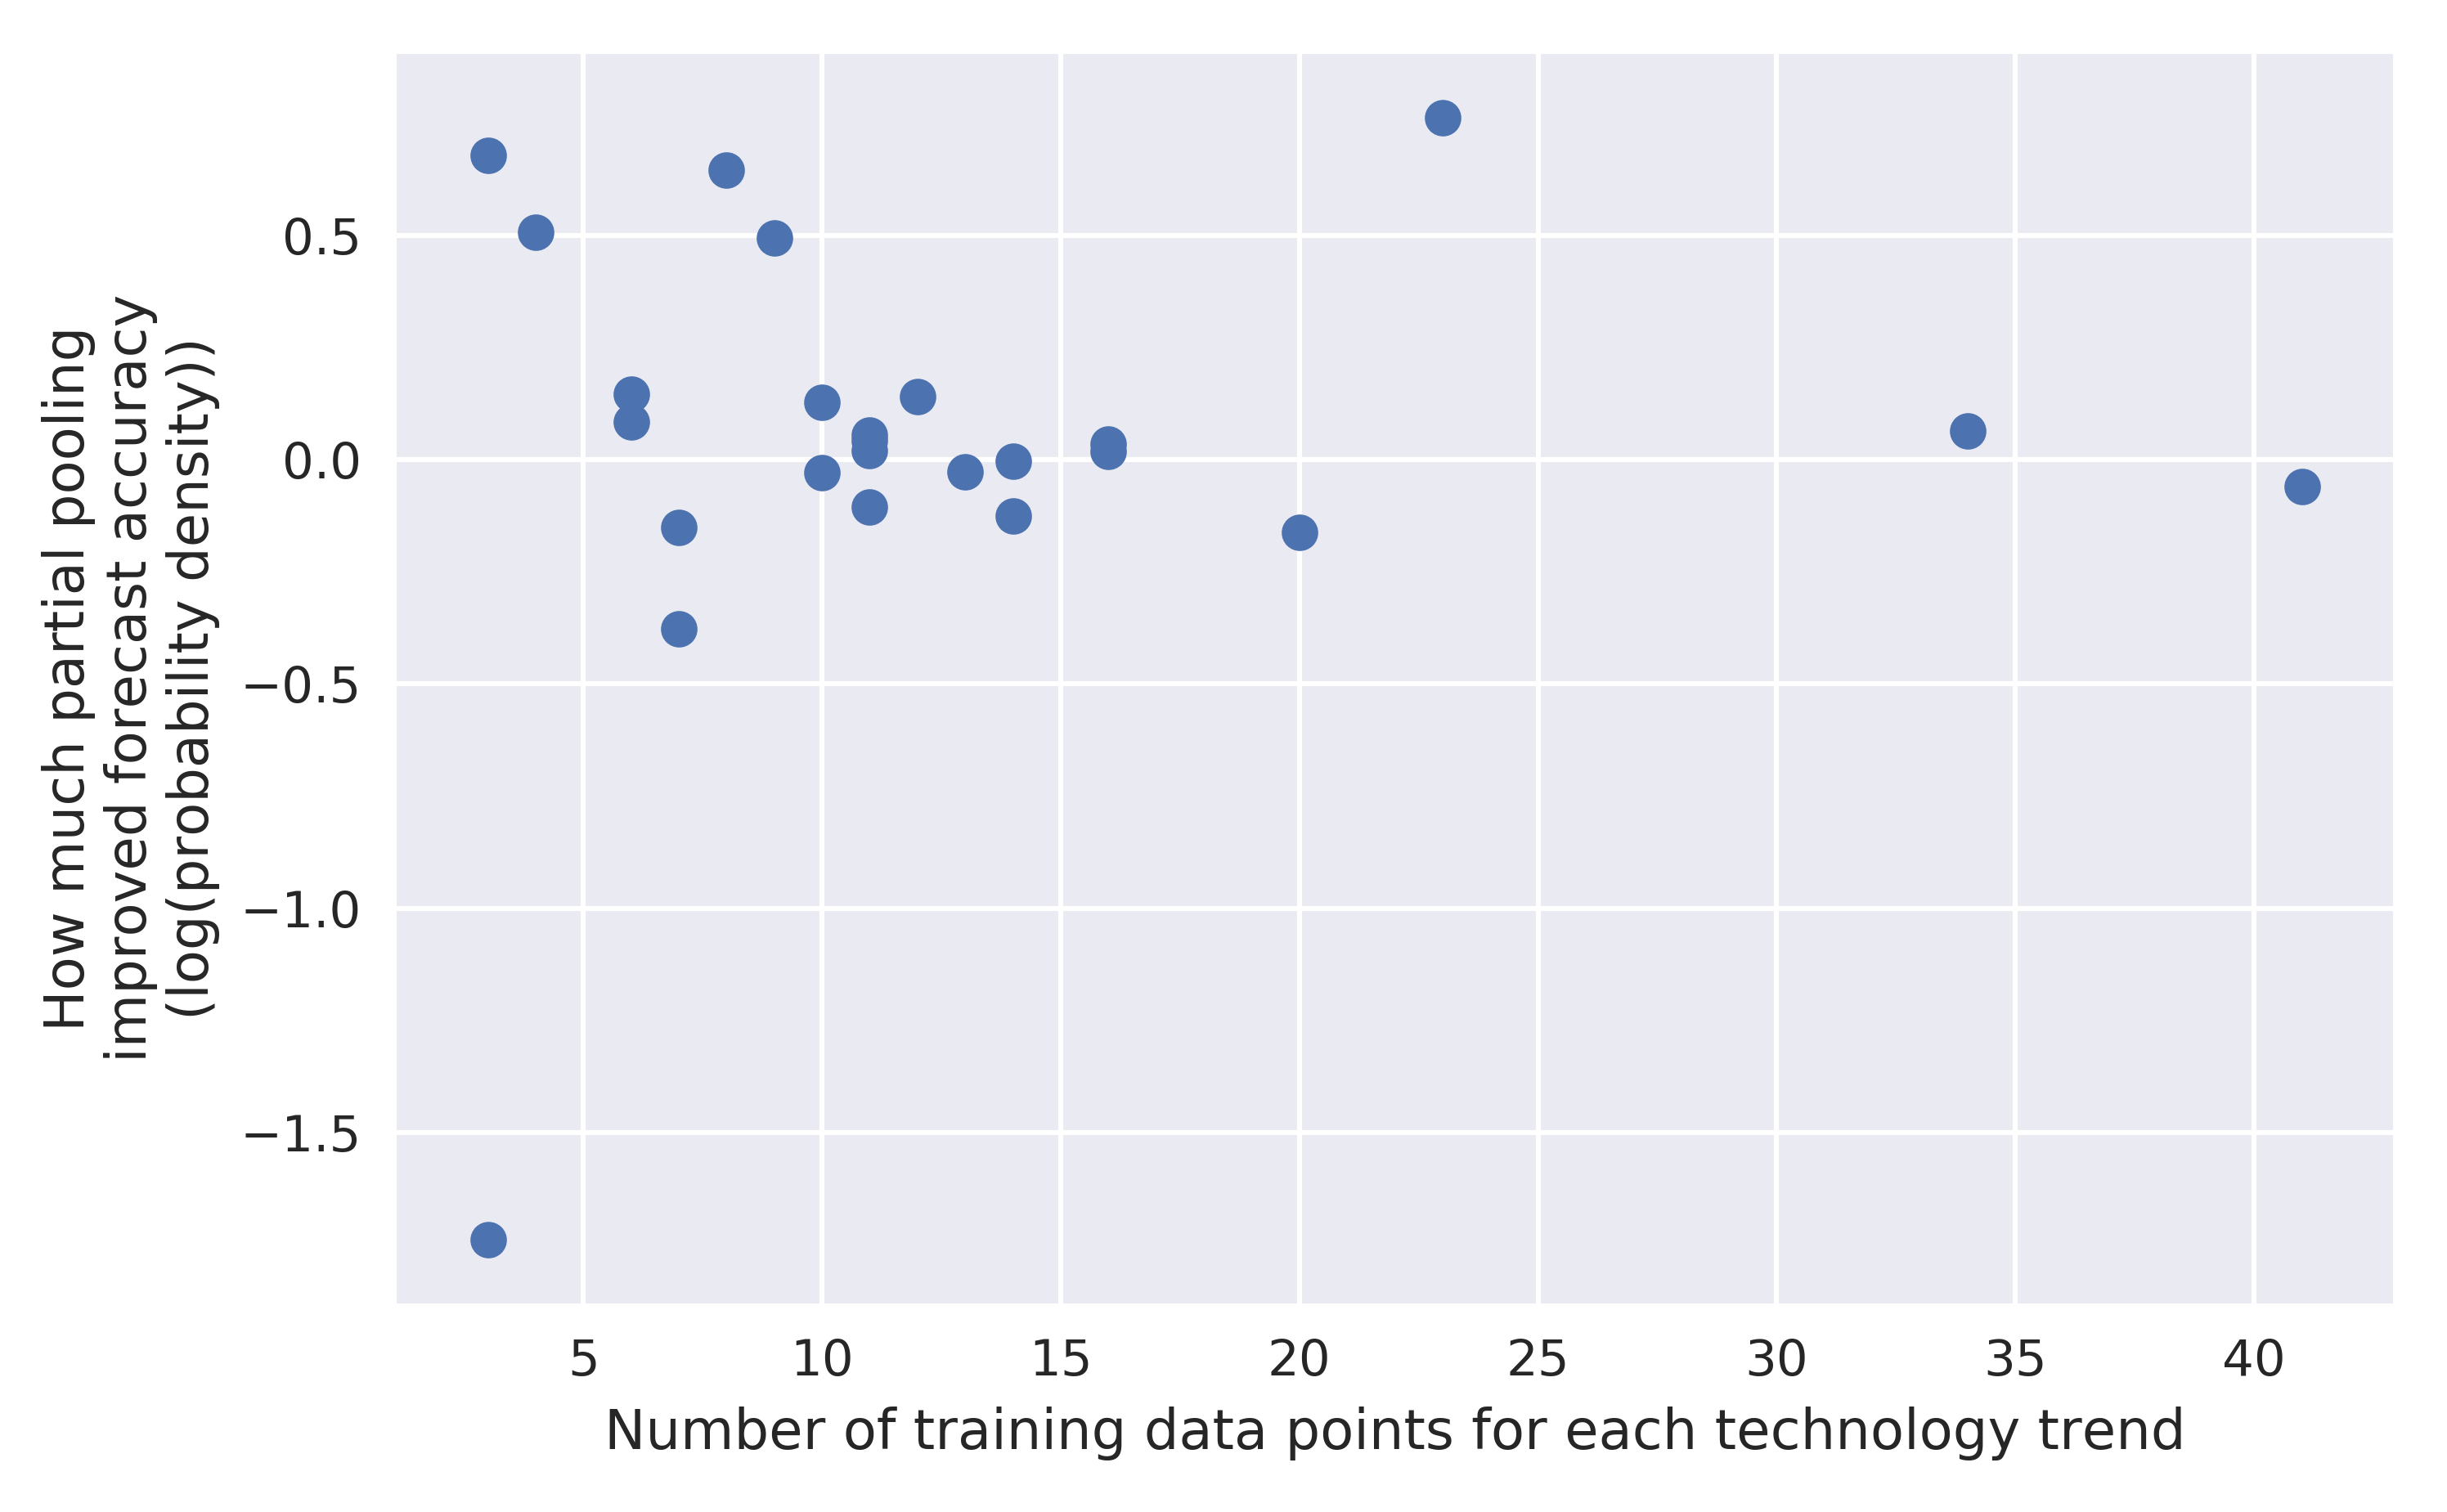 How much partial pooling
improved forecast accuracy
(log(probability density))
0.5
0.0
−0.5
−1.0
−1.5
5 10 15 20 25 30 35 40
Number of training data points for each technology trend